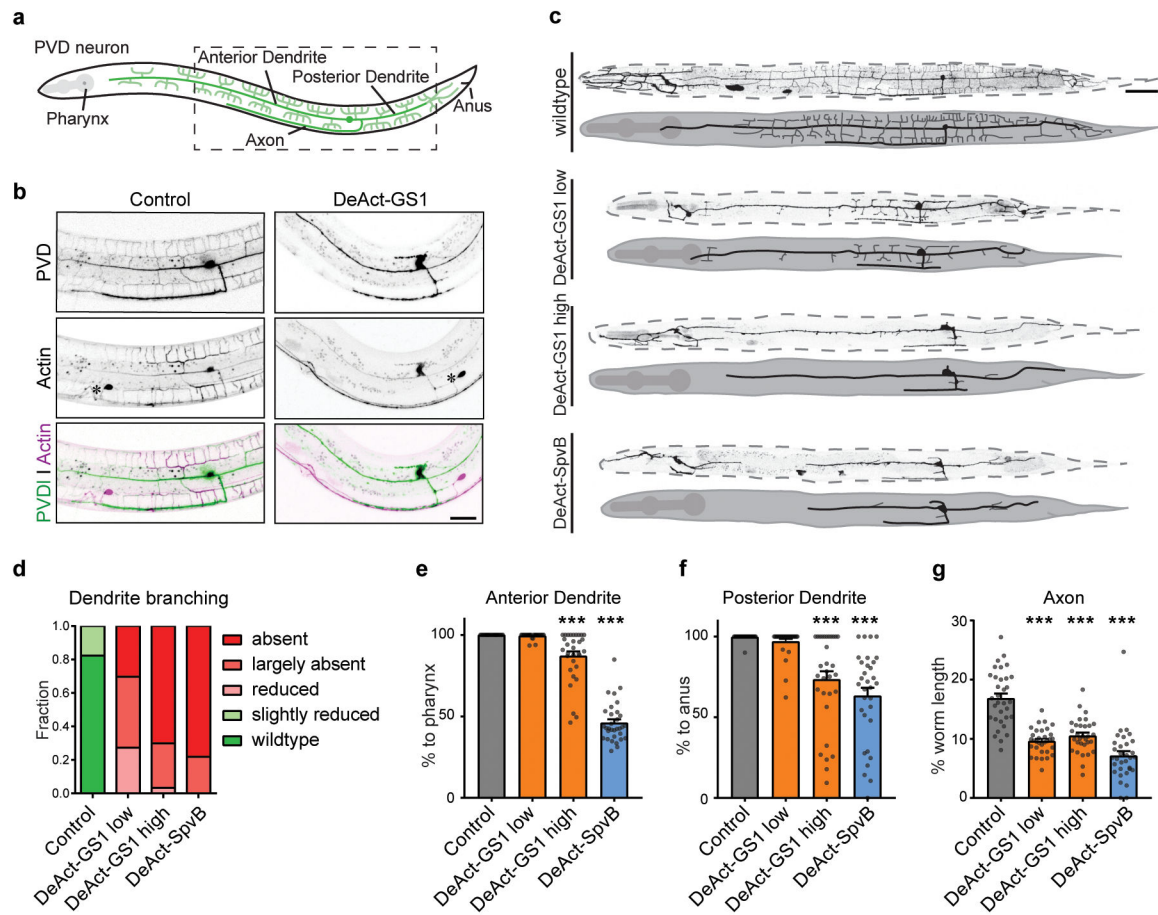 a
PVD neuron
Anterior Dendrite
Posterior Dendrite
Pharynx
Axon
Anus
b
Control
DeAct-GS1
PVD
Actin
*
*
PVD I Actin
c
wildtype
DeAct-GS1 low
DeAct-GS1 high
DeAct-SpvB
d
Dendrite branching
Fraction
1.0
0.8
0.6
0.4
0.2
0.0
absent
largely absent
reduced
slightly reduced
wildtype
Control
DeAct-GS1 low
DeAct-GS1 high
DeAct-SpvB
e
Anterior Dendrite
*** ***
% to pharynx
100
50
0
Control
DeAct-GS1 low
DeAct-GS1 high
DeAct-SpvB
f
Posterior Dendrite
*** ***
% to anus
100
50
0
Control
DeAct-GS1 low
DeAct-GS1 high
DeAct-SpvB
g
Axon
*** *** ***
% worm length
30
20
10
0
Control
DeAct-GS1 low
DeAct-GS1 high
DeAct-SpvB